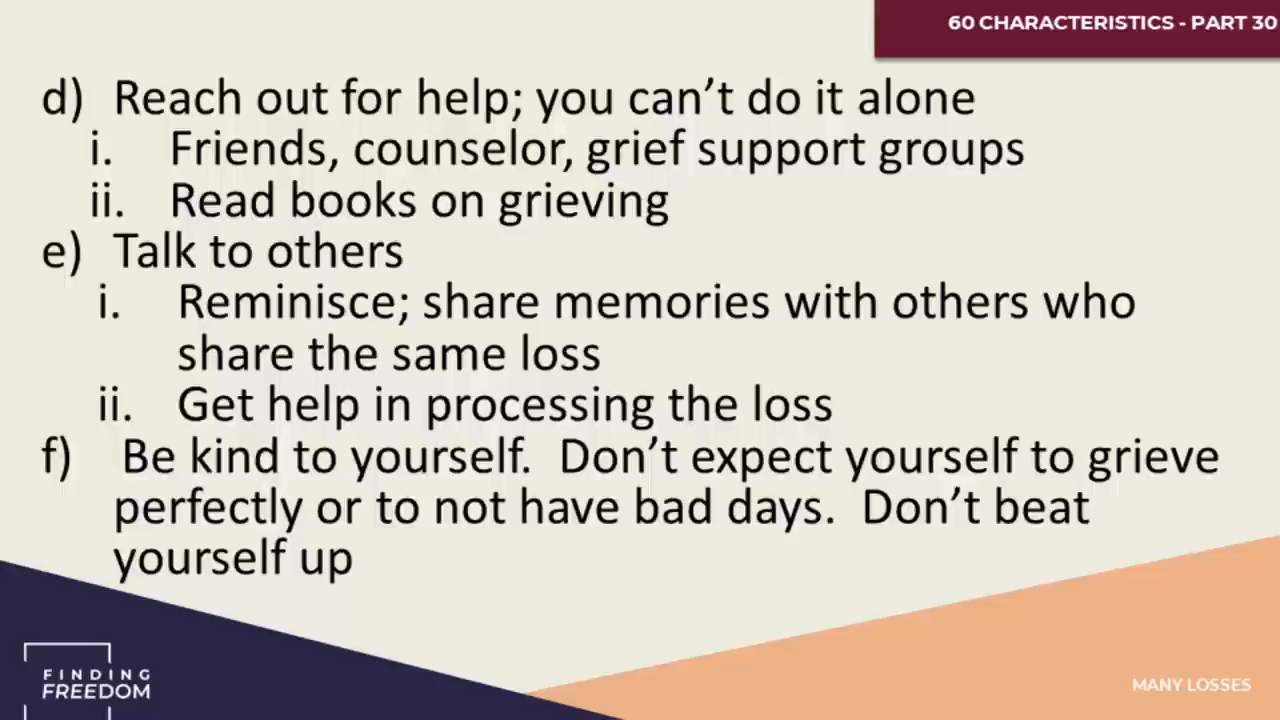 60 CHARACTERISTICS - PART 30
d) Reach out for help; you can’t do it alone
i. Friends, counselor, grief support groups
ii. Read books on grieving
e) Talk to others
i. Reminisce; share memories with others who
share the same loss
ii. Get help in processing the loss
f) Be kind to yourself. Don’t expect yourself to grieve
perfectly or to not have bad days. Don’t beat
yourself up
FINDING
FREEDOM
MANY LOSSES